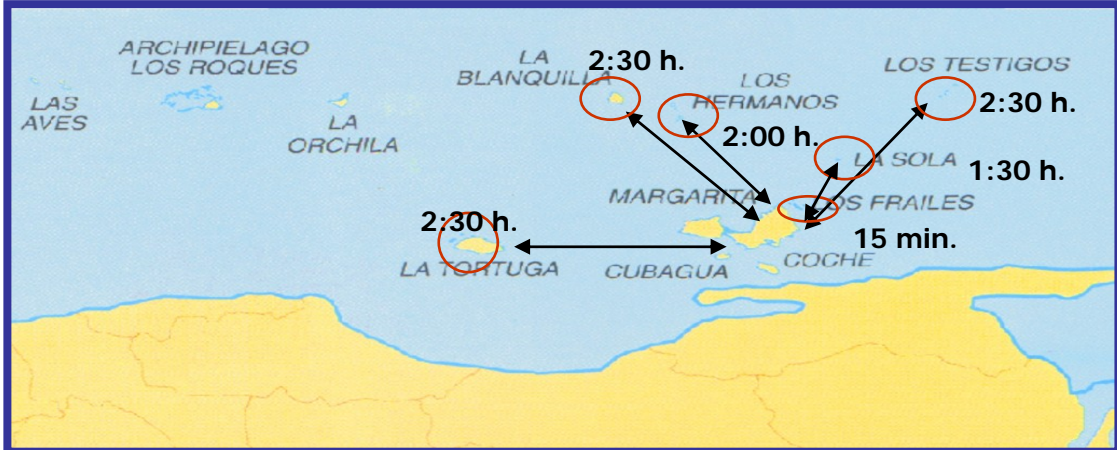 ARCHIPIELAGO
LOS ROQUES
LAS
AVES
LA
ORCHILA
LA
BLANQUILLA
2:30 h.
LOS
HERMANOS
2:00 h.
LOS TESTIGOS
2:30 h.
LA SOLA
1:30 h.
MARGARITA
LOS FRAILES
15 min.
2:30 h.
LA TORTUGA
CUBAGUA
COCHE